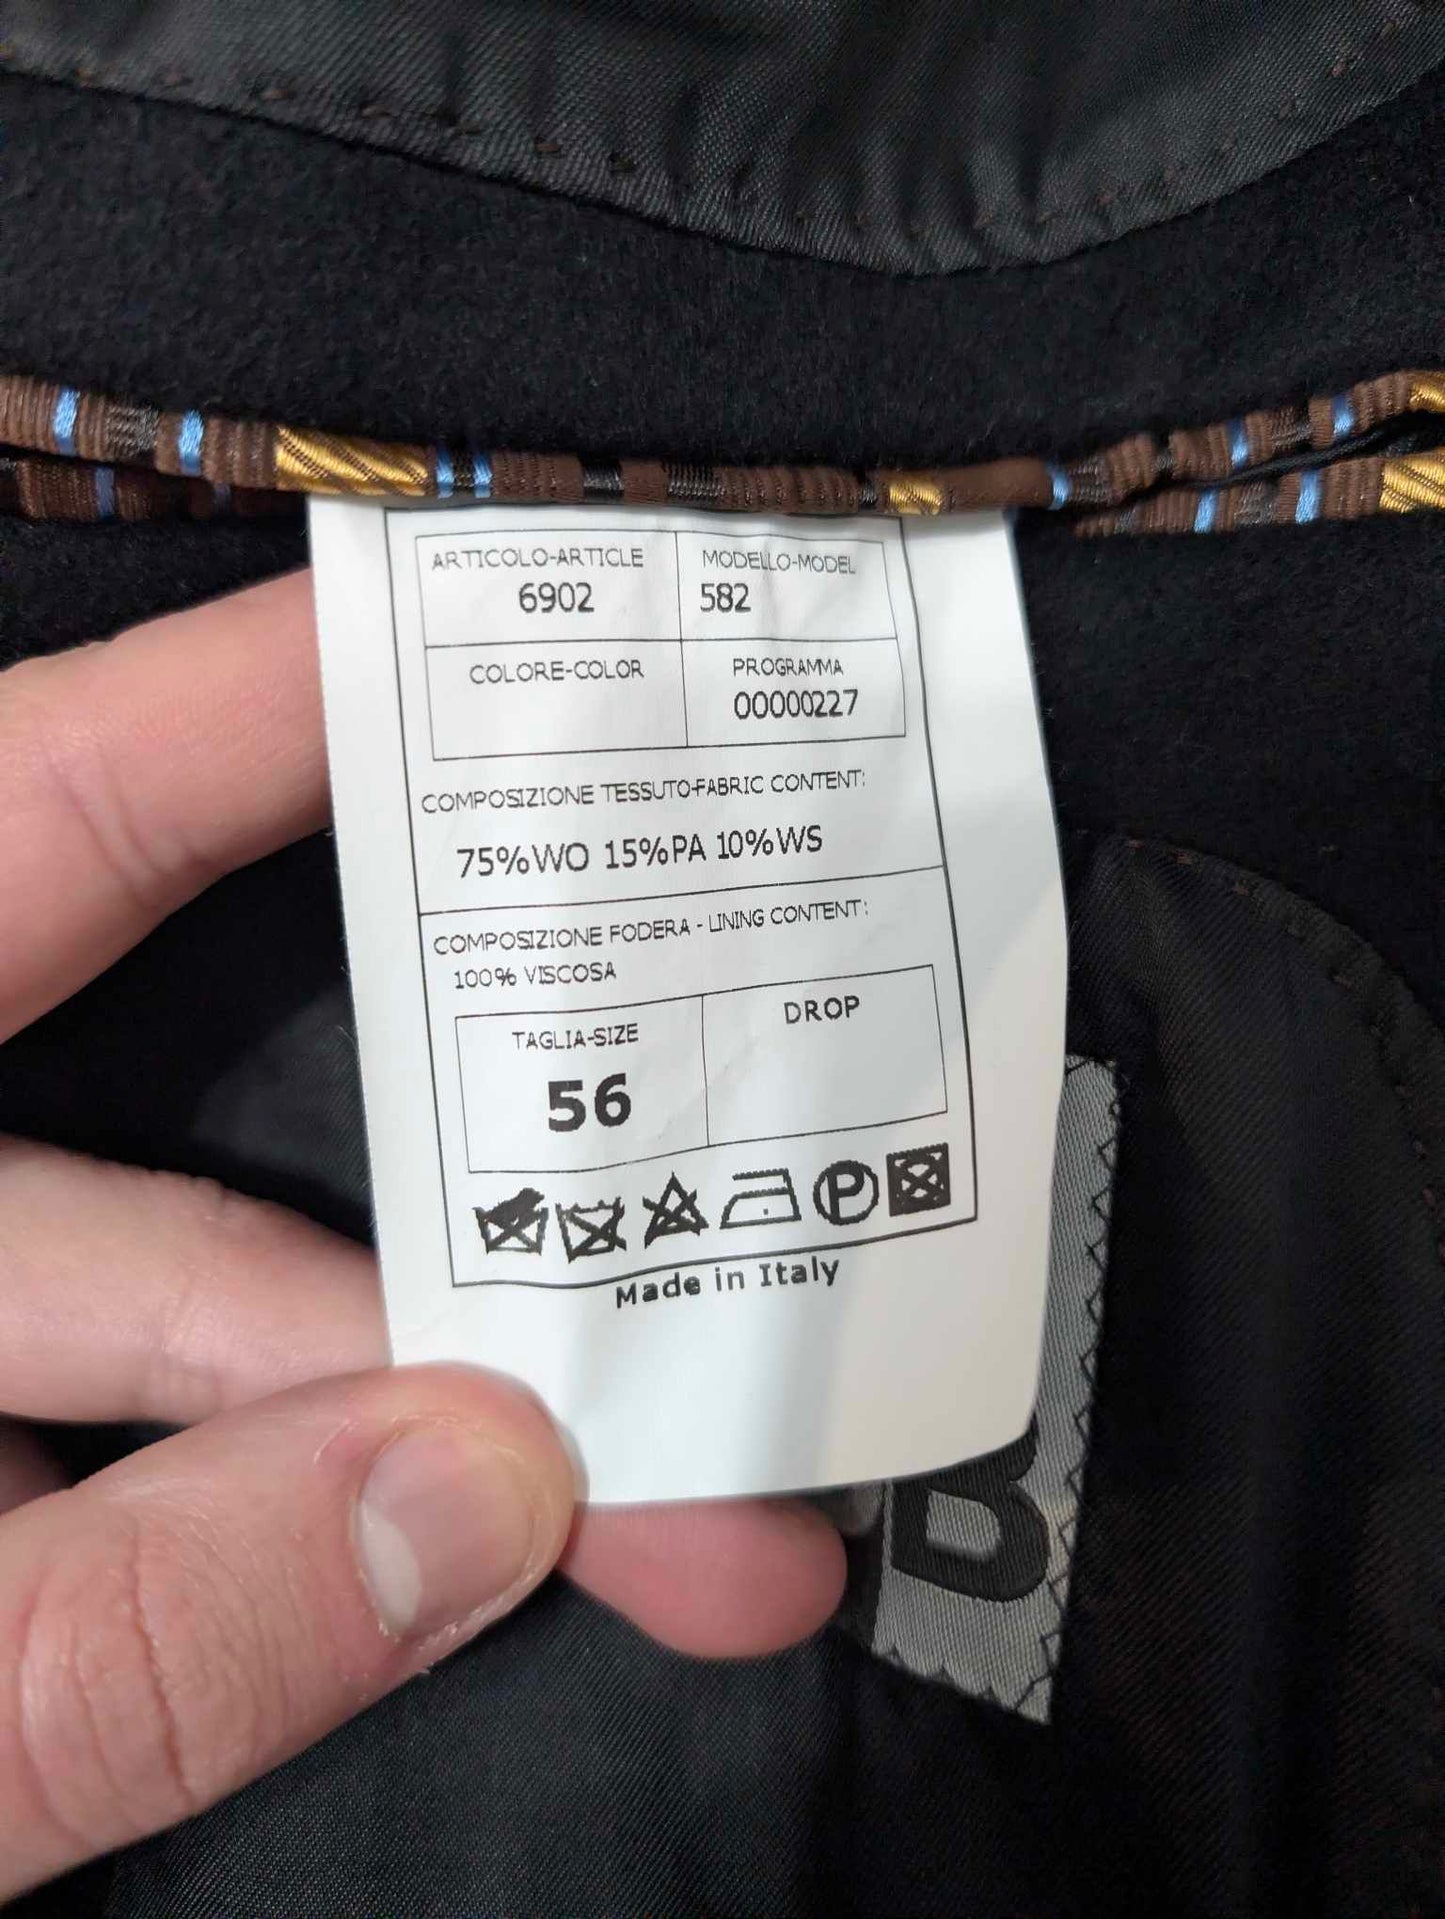 ARTICOLO-ARTICLE MODELLO-MODEL
6902 582
COLORE-COLOR PROGRAMMA
00000227
COMPOSIZIONE TESSUTO-FABRIC CONTENT:
75%WO 15%PA 10%WS
COMPOSIZIONE FODERA - LINING CONTENT:
100% VISCOSA
TAGLIA-SIZE DROP
56
P
Made in Italy